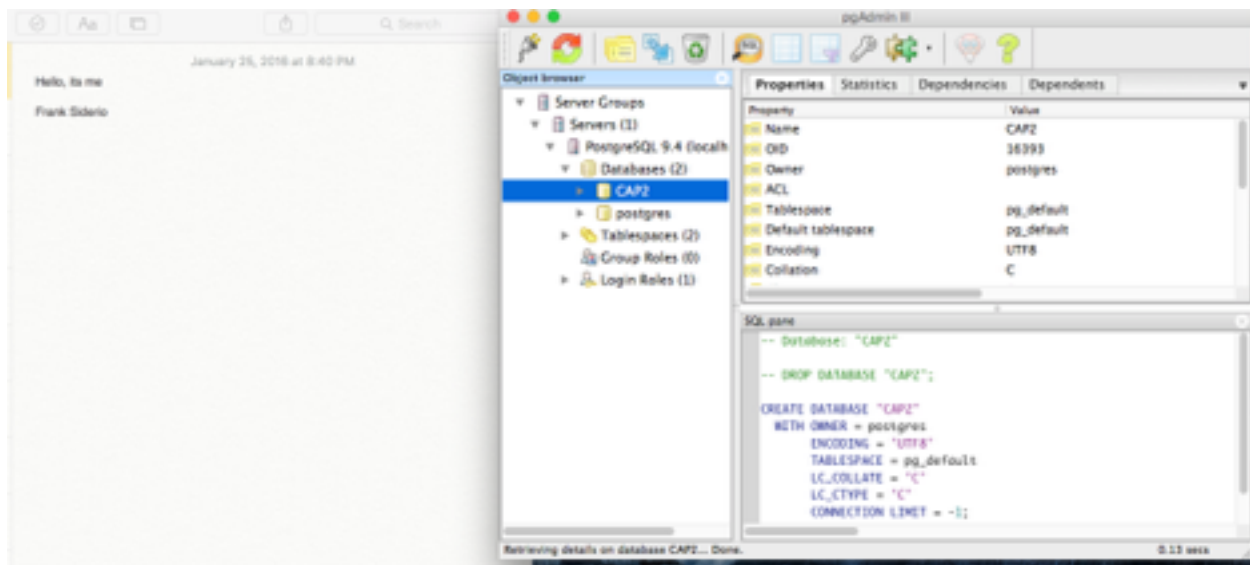 Aa
Search
January 25, 2016 at 8:40 PM
Hello, its me
Frank Siderio
pgAdmin III
SQL
Object browser
Server Groups
Servers (1)
PostgreSQL 9.4 (localh
Databases (2)
CAP2
postgres
Tablespaces (2)
Group Roles (0)
Login Roles (1)
Properties Statistics Dependencies Dependents
Property Value
Name CAP2
OID 16393
Owner postgres
ACL
Tablespace pg_default
Default tablespace pg_default
Encoding UTF8
Collation C
SQL pane
-- Database: "CAP2"
-- DROP DATABASE "CAP2";
CREATE DATABASE "CAP2"
WITH OWNER = postgres
ENCODING = 'UTF8'
TABLESPACE = pg_default
LC_COLLATE = 'C'
LC_CTYPE = 'C'
CONNECTION LIMIT = -1;
Retrieving details on database CAP2... Done.
0.13 secs